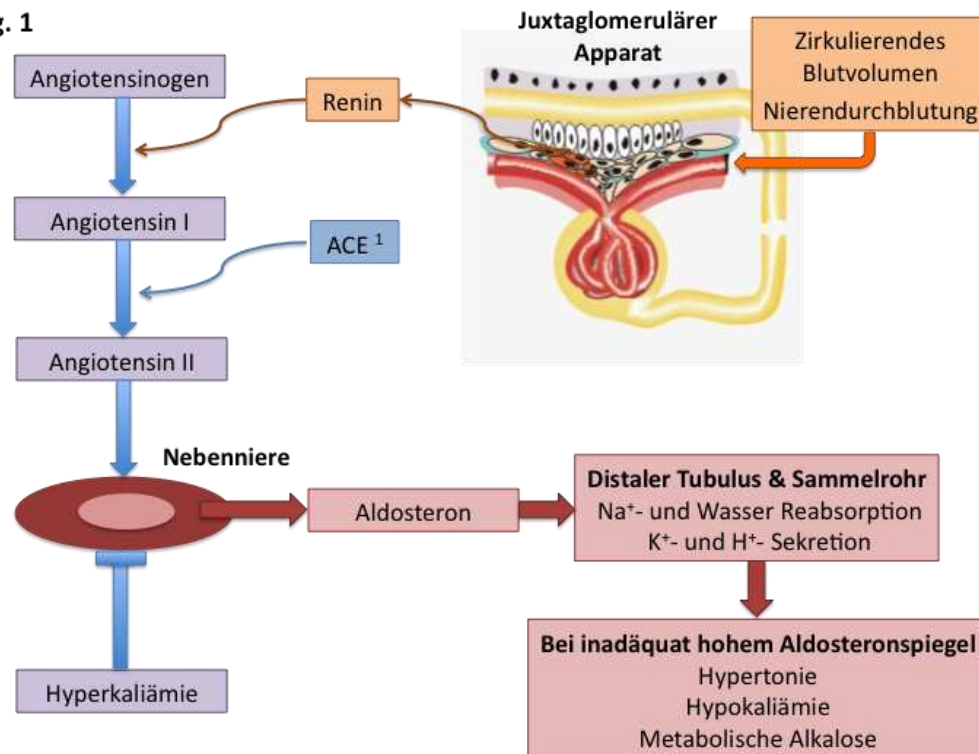 g. 1
Juxtaglomerulärer
Apparat
Zirkulierendes
Blutvolumen
Nierendurchblutung
Angiotensinogen
Renin
Angiotensin I
ACE ¹
Angiotensin II
Nebenniere
Aldosteron
Distaler Tubulus & Sammelrohr
Na⁺- und Wasser Reabsorption
K⁺- und H⁺- Sekretion
Hyperkaliämie
Bei inadäquat hohem Aldosteronspiegel
Hypertonie
Hypokaliämie
Metabolische Alkalose